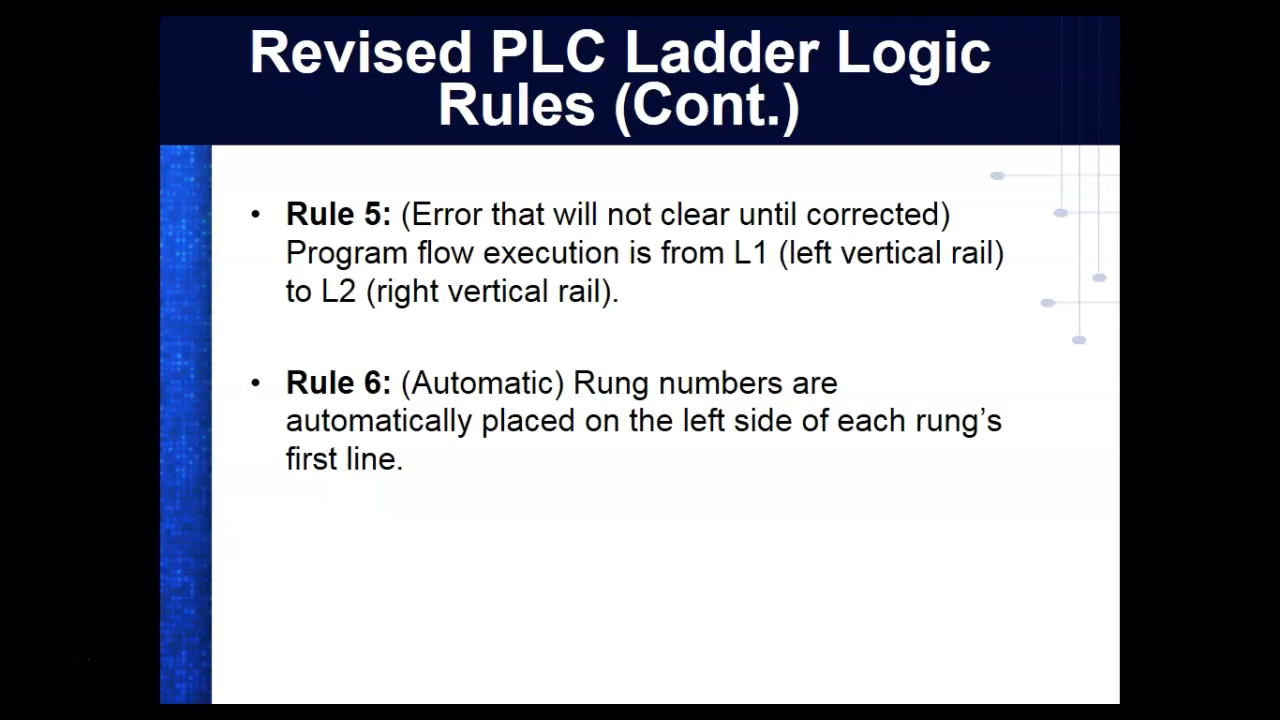 Revised PLC Ladder Logic
Rules (Cont.)
• Rule 5: (Error that will not clear until corrected)
Program flow execution is from L1 (left vertical rail)
to L2 (right vertical rail).
• Rule 6: (Automatic) Rung numbers are
automatically placed on the left side of each rung’s
first line.